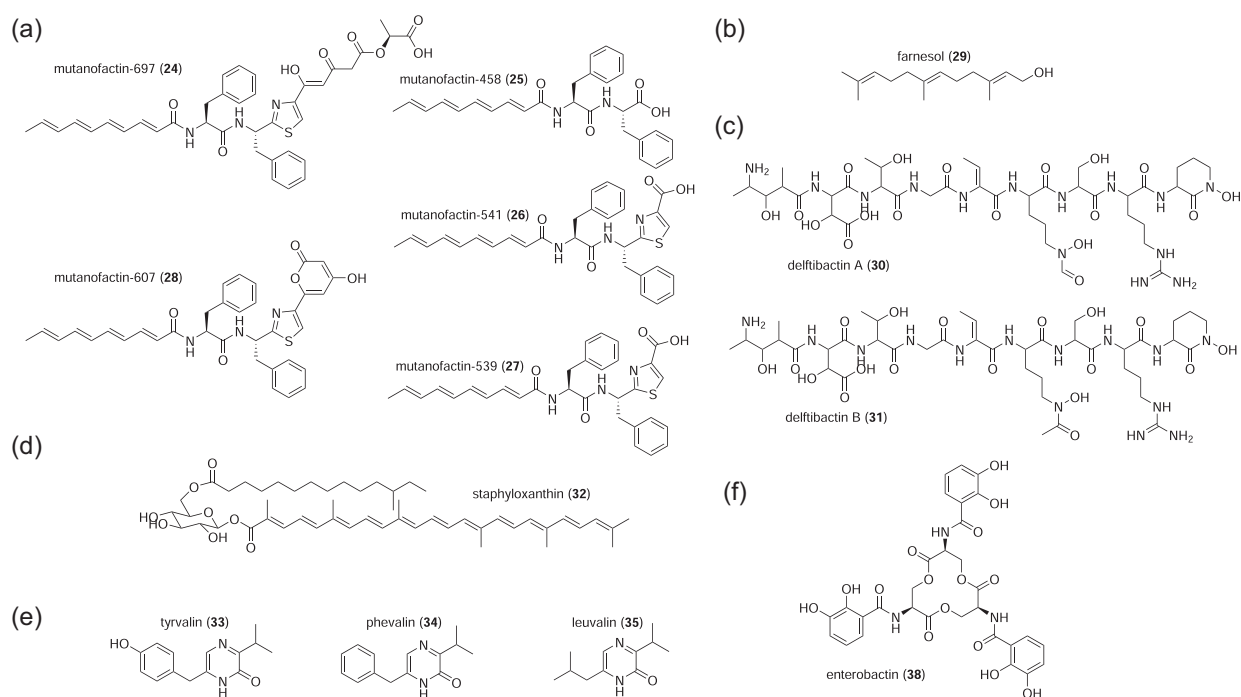 (a)
mutanofactin-697 (24)
mutanofactin-458 (25)
mutanofactin-541 (26)
mutanofactin-607 (28)
mutanofactin-539 (27)
(b)
farnesol (29)
(c)
delftibactin A (30)
delftibactin B (31)
(d)
staphyloxanthin (32)
(e)
tyrvalin (33)
phevalin (34)
leuvalin (35)
(f)
enterobactin (38)